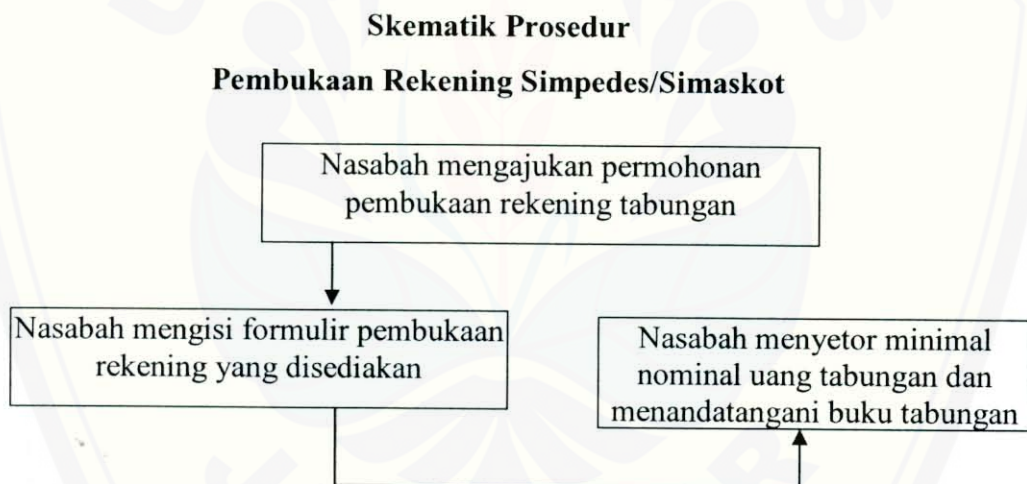 Skematik Prosedur
Pembukaan Rekening Simpedes/Simaskot
Nasabah mengajukan permohonan
pembukaan rekening tabungan
Nasabah mengisi formulir pembukaan
rekening yang disediakan
Nasabah menyetor minimal
nominal uang tabungan dan
menandatangani buku tabungan